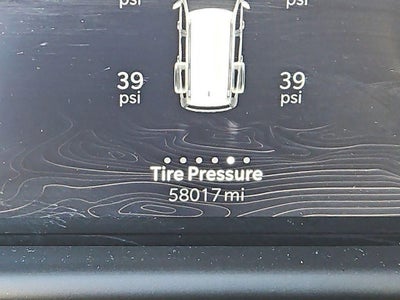 psi psi
39 39
psi psi
Tire Pressure
58017 mi